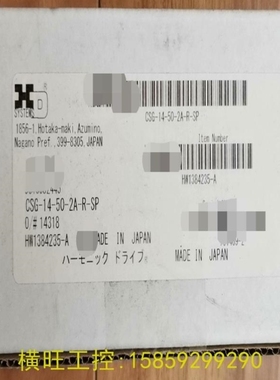 SYSTEMS
1856-1,Hotaka-maki,Azumino,
Nagano Pref.,399-8305,JAPAN
CSG-14-50-2A-R-SP
Item Number
HW1384235-A
CSG-14-50-2A-R-SP
O/# 14318
HW1384235-A
MADE IN JAPAN
MADE IN JAPAN
ハーモニック ドライブ
横旺工控:15859299290